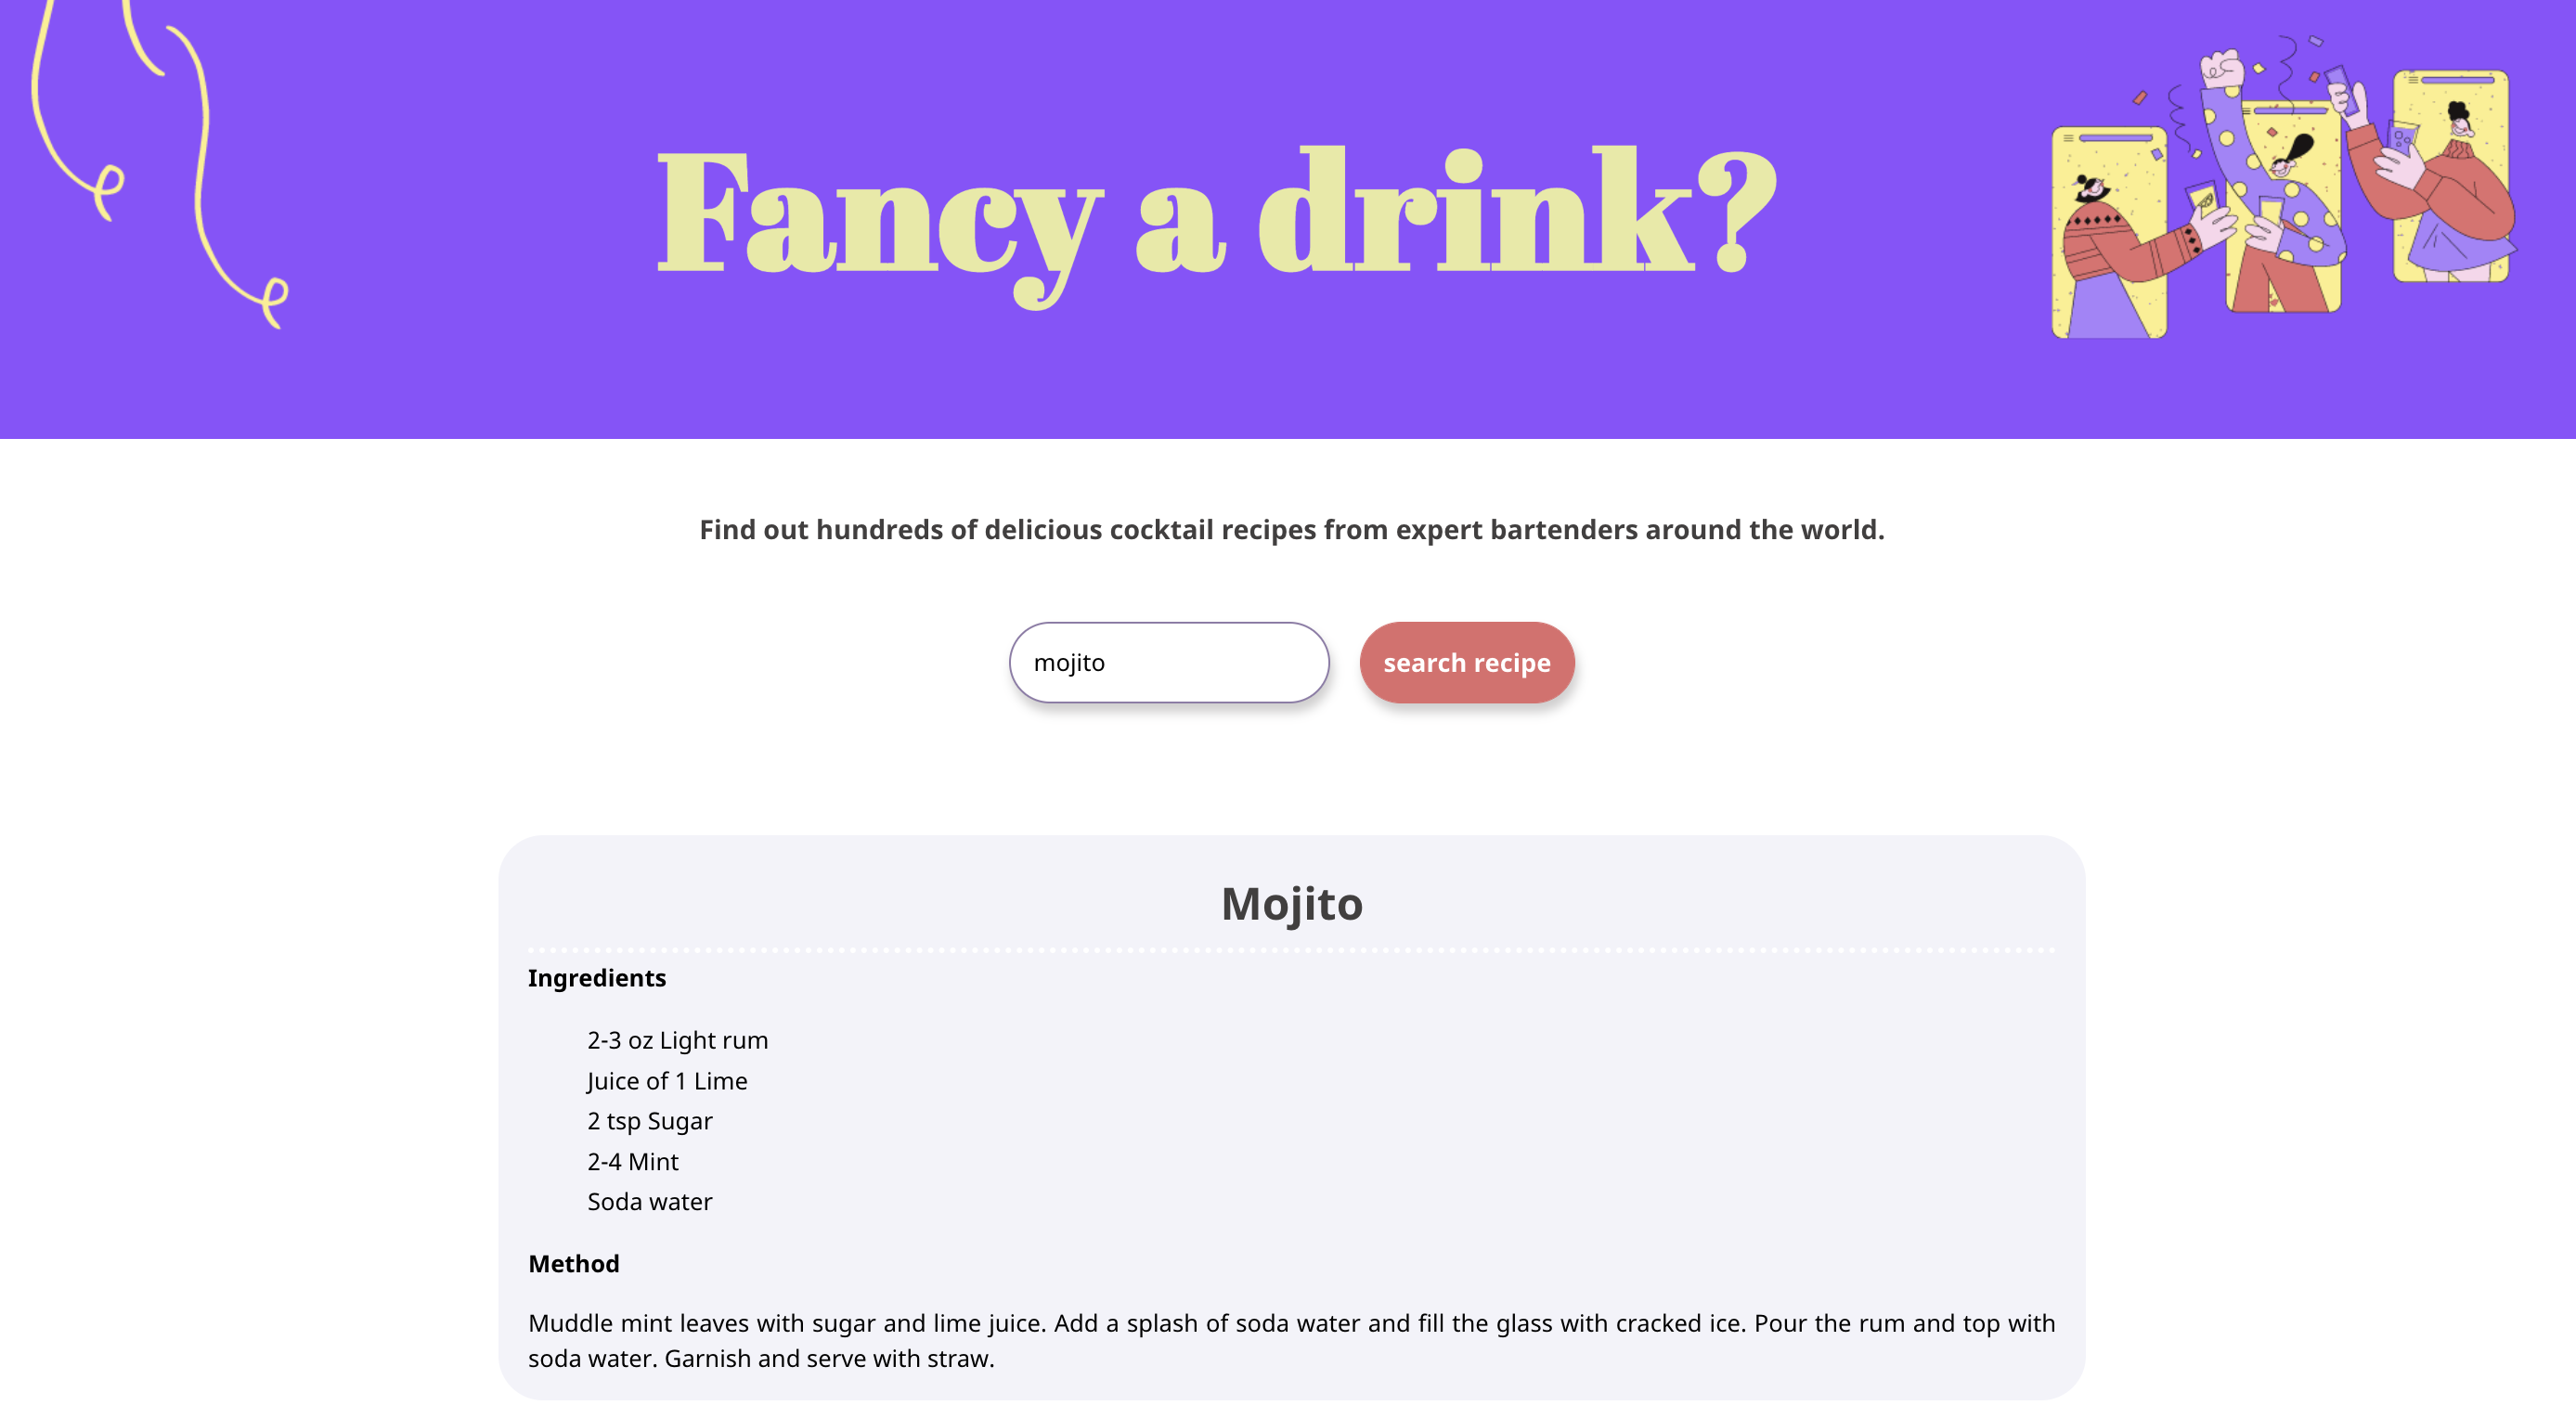 Fancy a drink?
Find out hundreds of delicious cocktail recipes from expert bartenders around the world.
mojito
search recipe
Mojito
Ingredients
2-3 oz Light rum
Juice of 1 Lime
2 tsp Sugar
2-4 Mint
Soda water
Method
Muddle mint leaves with sugar and lime juice. Add a splash of soda water and fill the glass with cracked ice. Pour the rum and top with
soda water. Garnish and serve with straw.